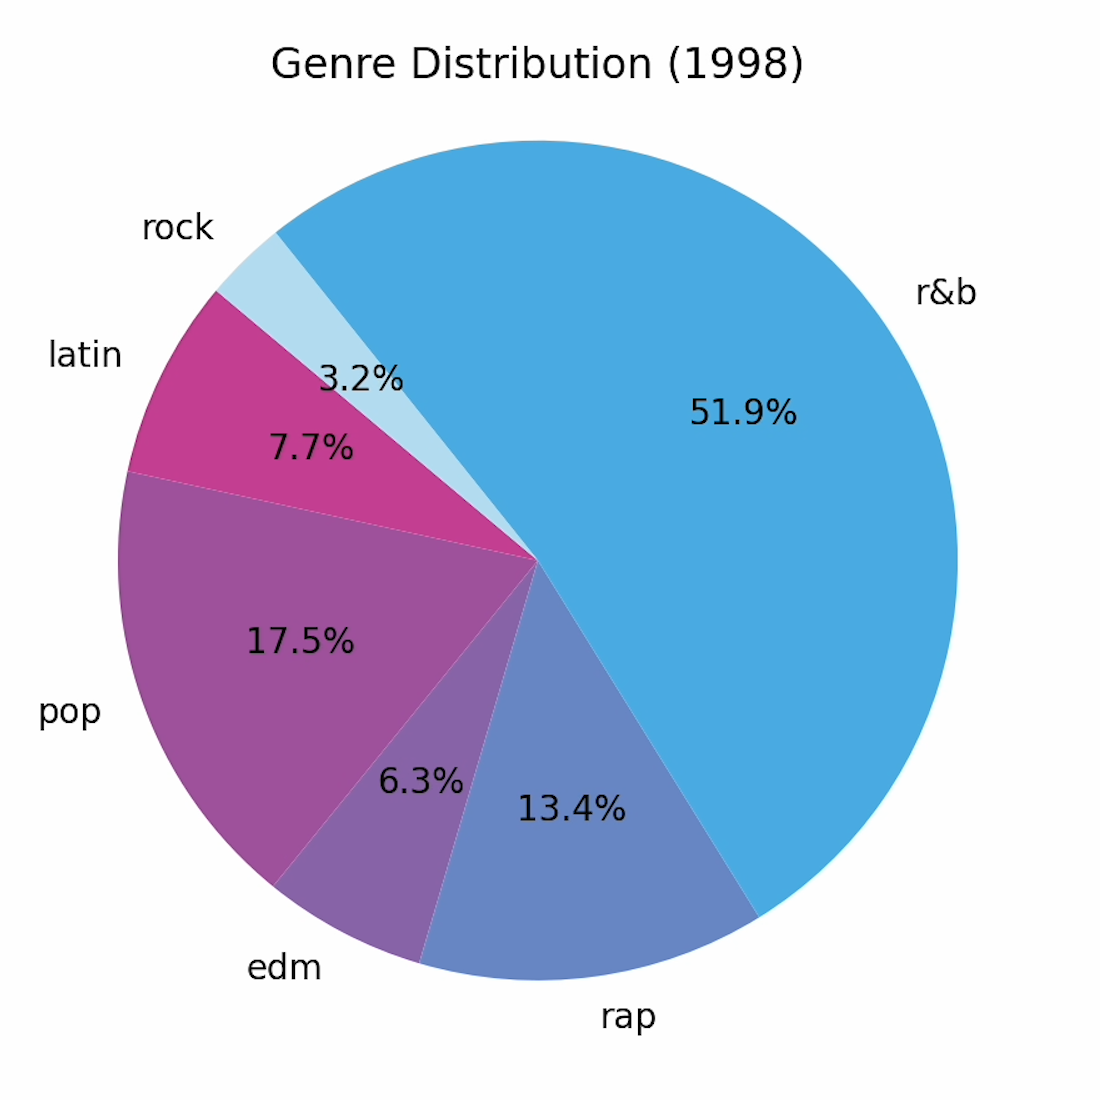 Genre Distribution (1998)
rock
r&b
latin
3.2%
51.9%
7.7%
17.5%
pop
6.3%
13.4%
edm
rap